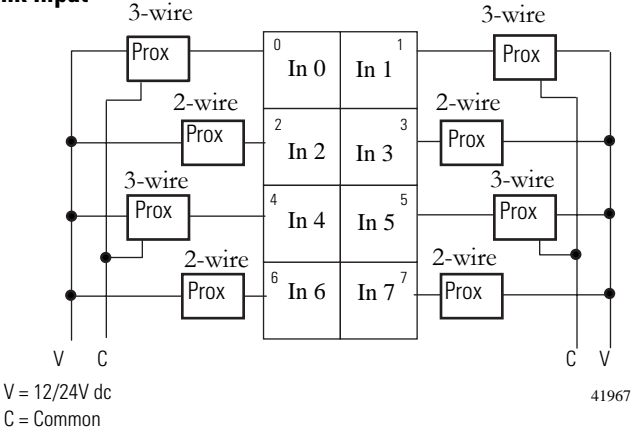 nk Input
3-wire 3-wire
Prox 0 In 0 In 1 1 Prox
2-wire 2-wire
Prox 2 In 2 In 3 3 Prox
3-wire 3-wire
Prox 4 In 4 In 5 5 Prox
2-wire 2-wire
Prox 6 In 6 In 7 7 Prox
V C C V
V = 12/24V dc 41967
C = Common